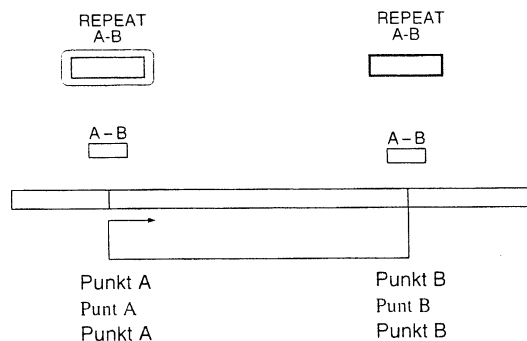 REPEAT
A-B
REPEAT
A-B
A – B
A – B
Punkt A
Punt A
Punkt A
Punkt B
Punt B
Punkt B